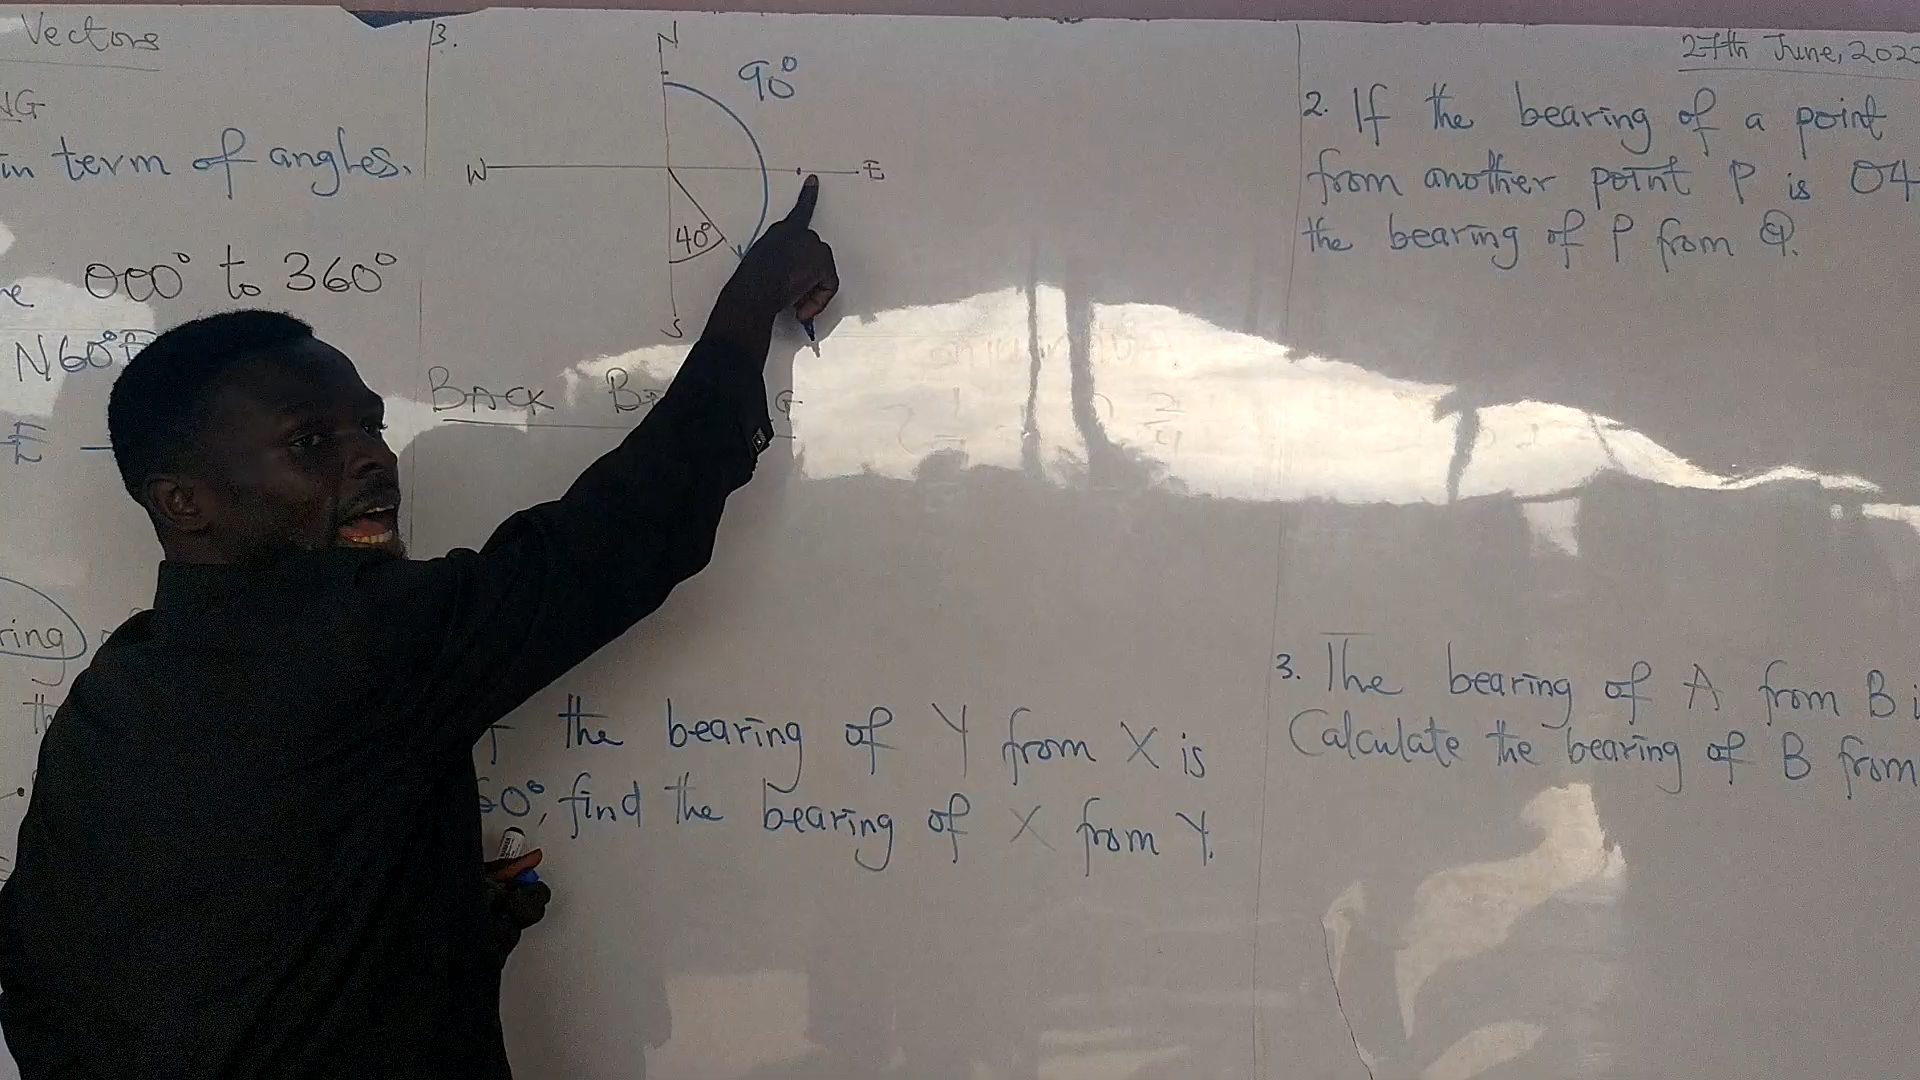 Vectors
NG
in term of angles.
000° to 360°
N60°E
E
ring
3.
N
90°
W
E
40°
S
BACK
the bearing of Y from X is
60°, find the bearing of X from Y.
27th June, 202
2. If the bearing of a point
from another point P is 04
the bearing of P from Q.
3. The bearing of A from B i
Calculate the bearing of B from